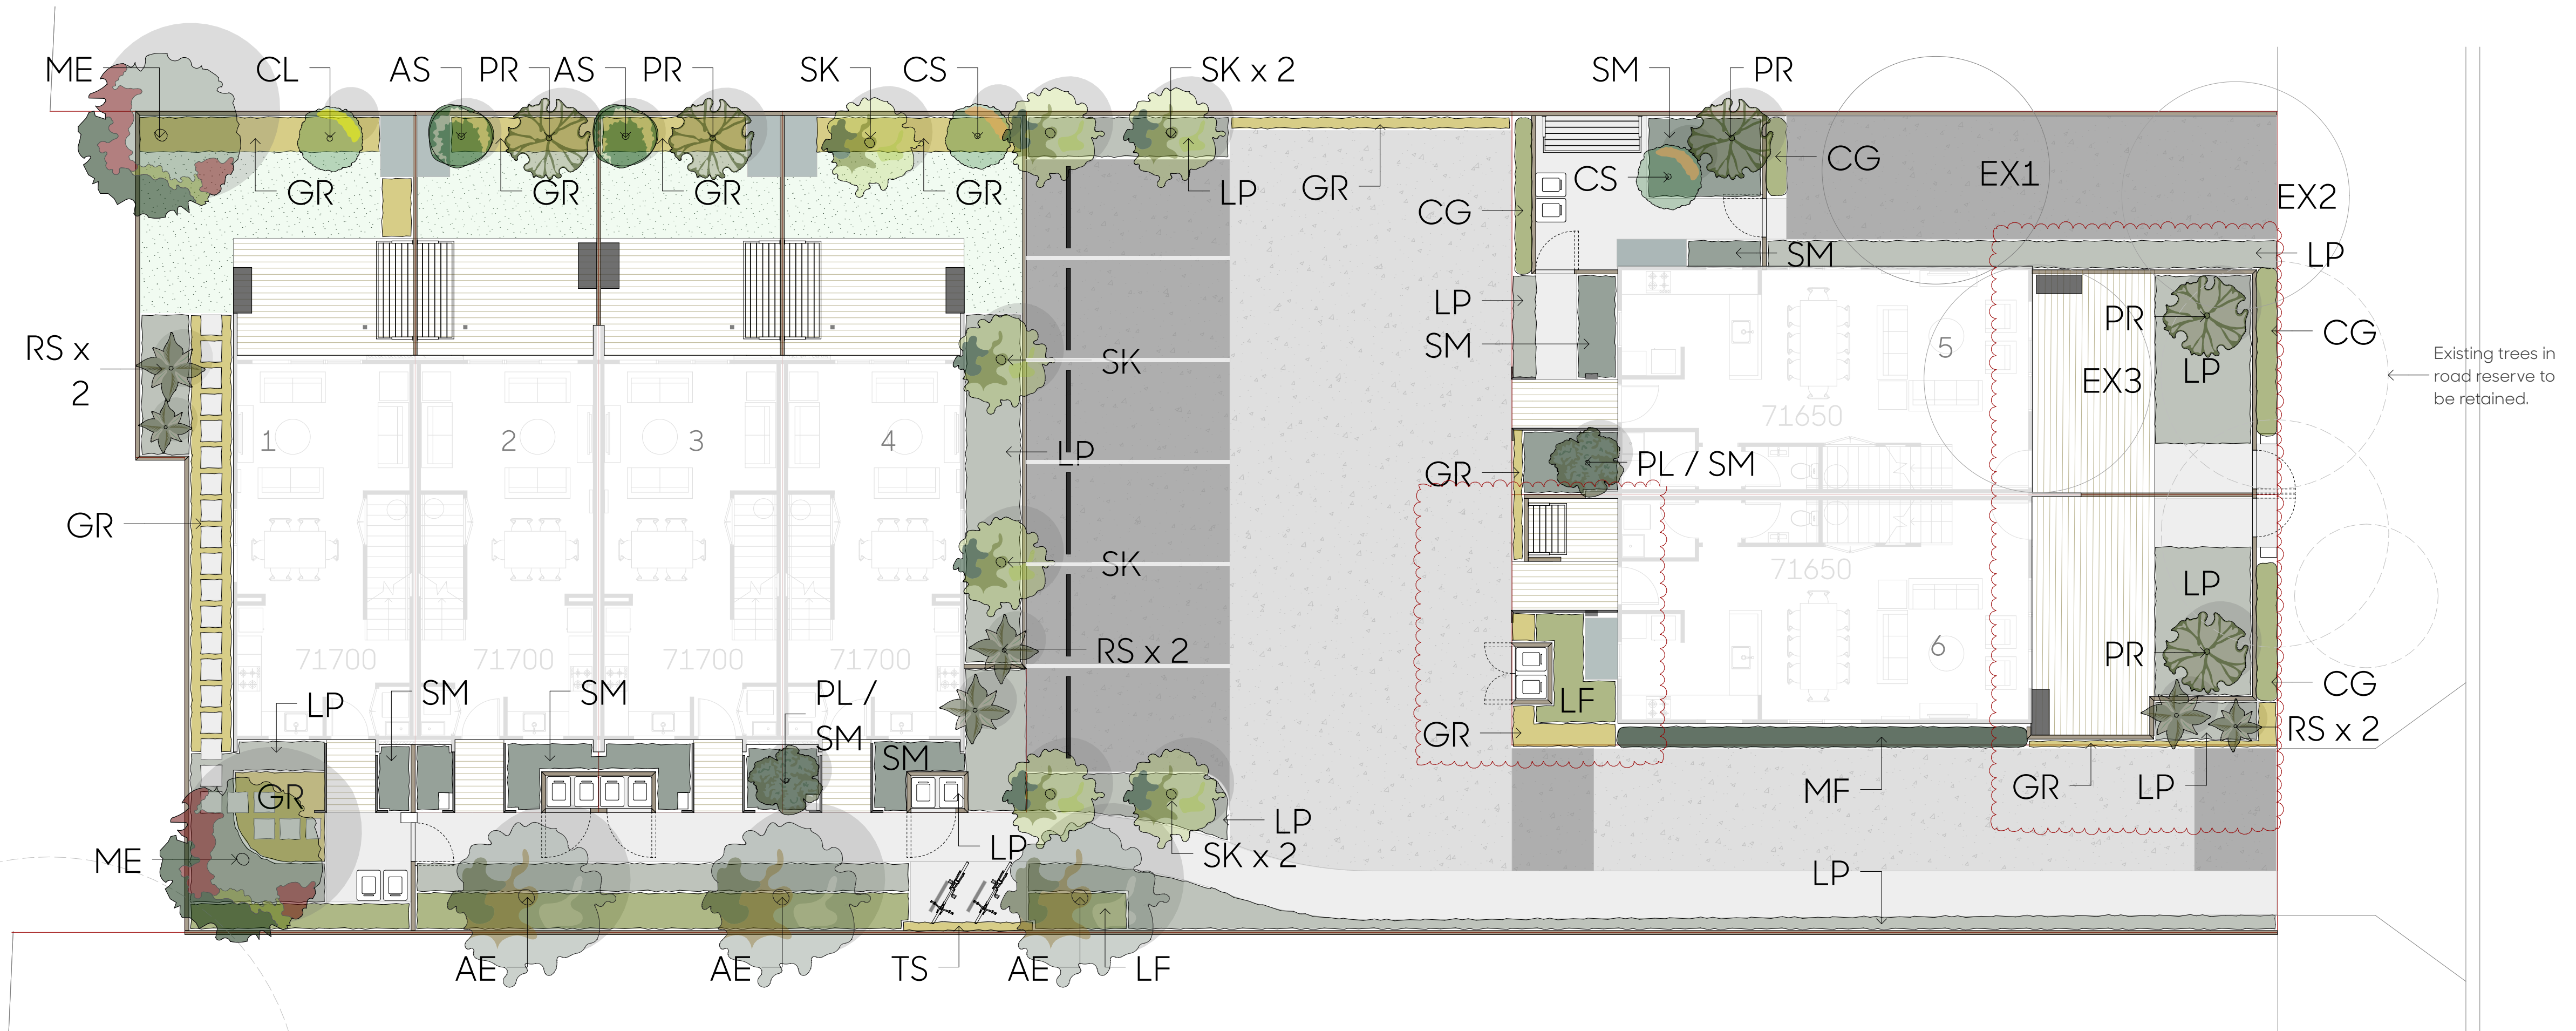 ME
CL
AS
PR
AS
PR
SK
CS
SK x 2
SM
PR
GR
GR
GR
GR
LP
GR
CG
CS
CG
EX1
EX2
SM
LP
LP
SM
RS x
2
SK
LP
GR
1
2
3
4
SK
RS x 2
71700
71700
71700
71700
GR
PL / SM
71650
5
71650
6
EX3
PR
LP
CG
Existing trees in
road reserve to
be retained.
LP
PR
CG
RS x 2
LF
GR
MF
GR
LP
LP
SM
SM
PL /
SM
SM
GR
ME
LP
LP
SK x 2
LP
AE
AE
TS
AE
LF